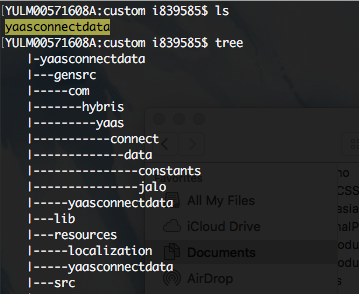 [YULM00571608A:custom i839585$ ls
yaasconnectdata
[YULM00571608A:custom i839585$ tree
|-yaasconnectdata
|---gensrc
|-----com
|-------hybris
|---------yaas
|-----------connect
|-------------data
|---------------constants
|---------------jalo
|-----yaasconnectdata
|---lib
|---resources
|-----localization
|-----yaasconnectdata
|---src
All My Files
iCloud Drive
Documents
AirDrop